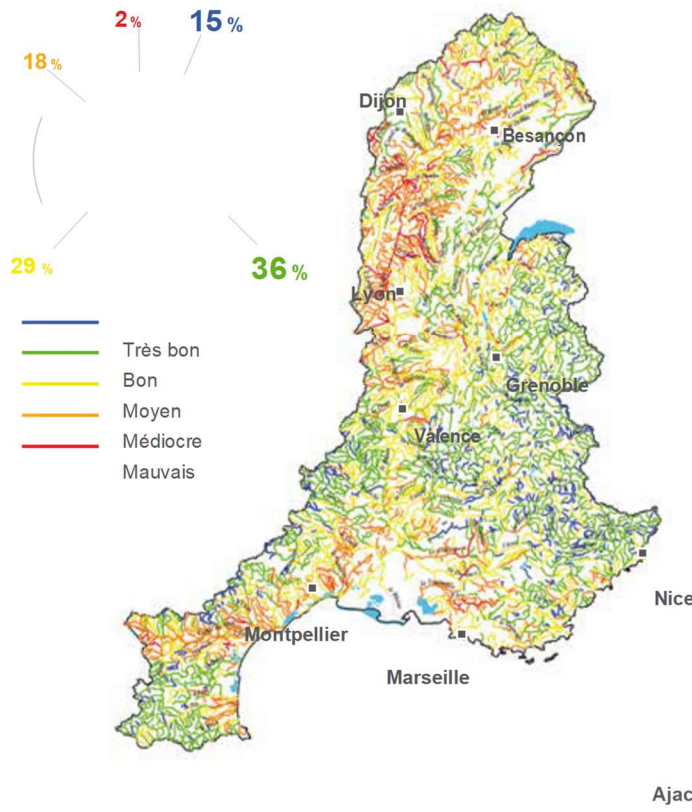 2 %
15 %
18 %
29 %
36 %
Très bon
Bon
Moyen
Médiocre
Mauvais
Dijon
Besançon
Lyon
Grenoble
Valence
Nice
Montpellier
Marseille
Ajac